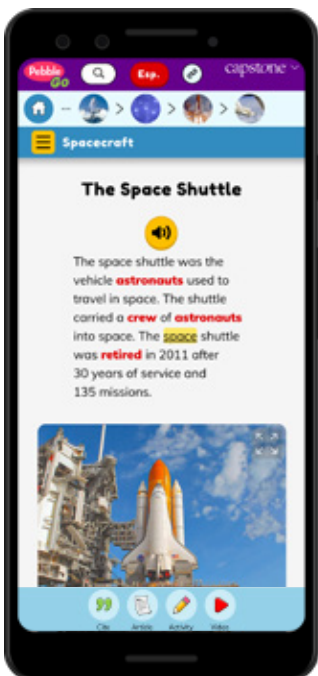 Pebble
Go
Esp.
capstone
Spacecraft
The Space Shuttle
The space shuttle was the
vehicle astronauts used to
travel in space. The shuttle
carried a crew of astronauts
into space. The space shuttle
was retired in 2011 after
30 years of service and
135 missions.
Cite Article Activity Video